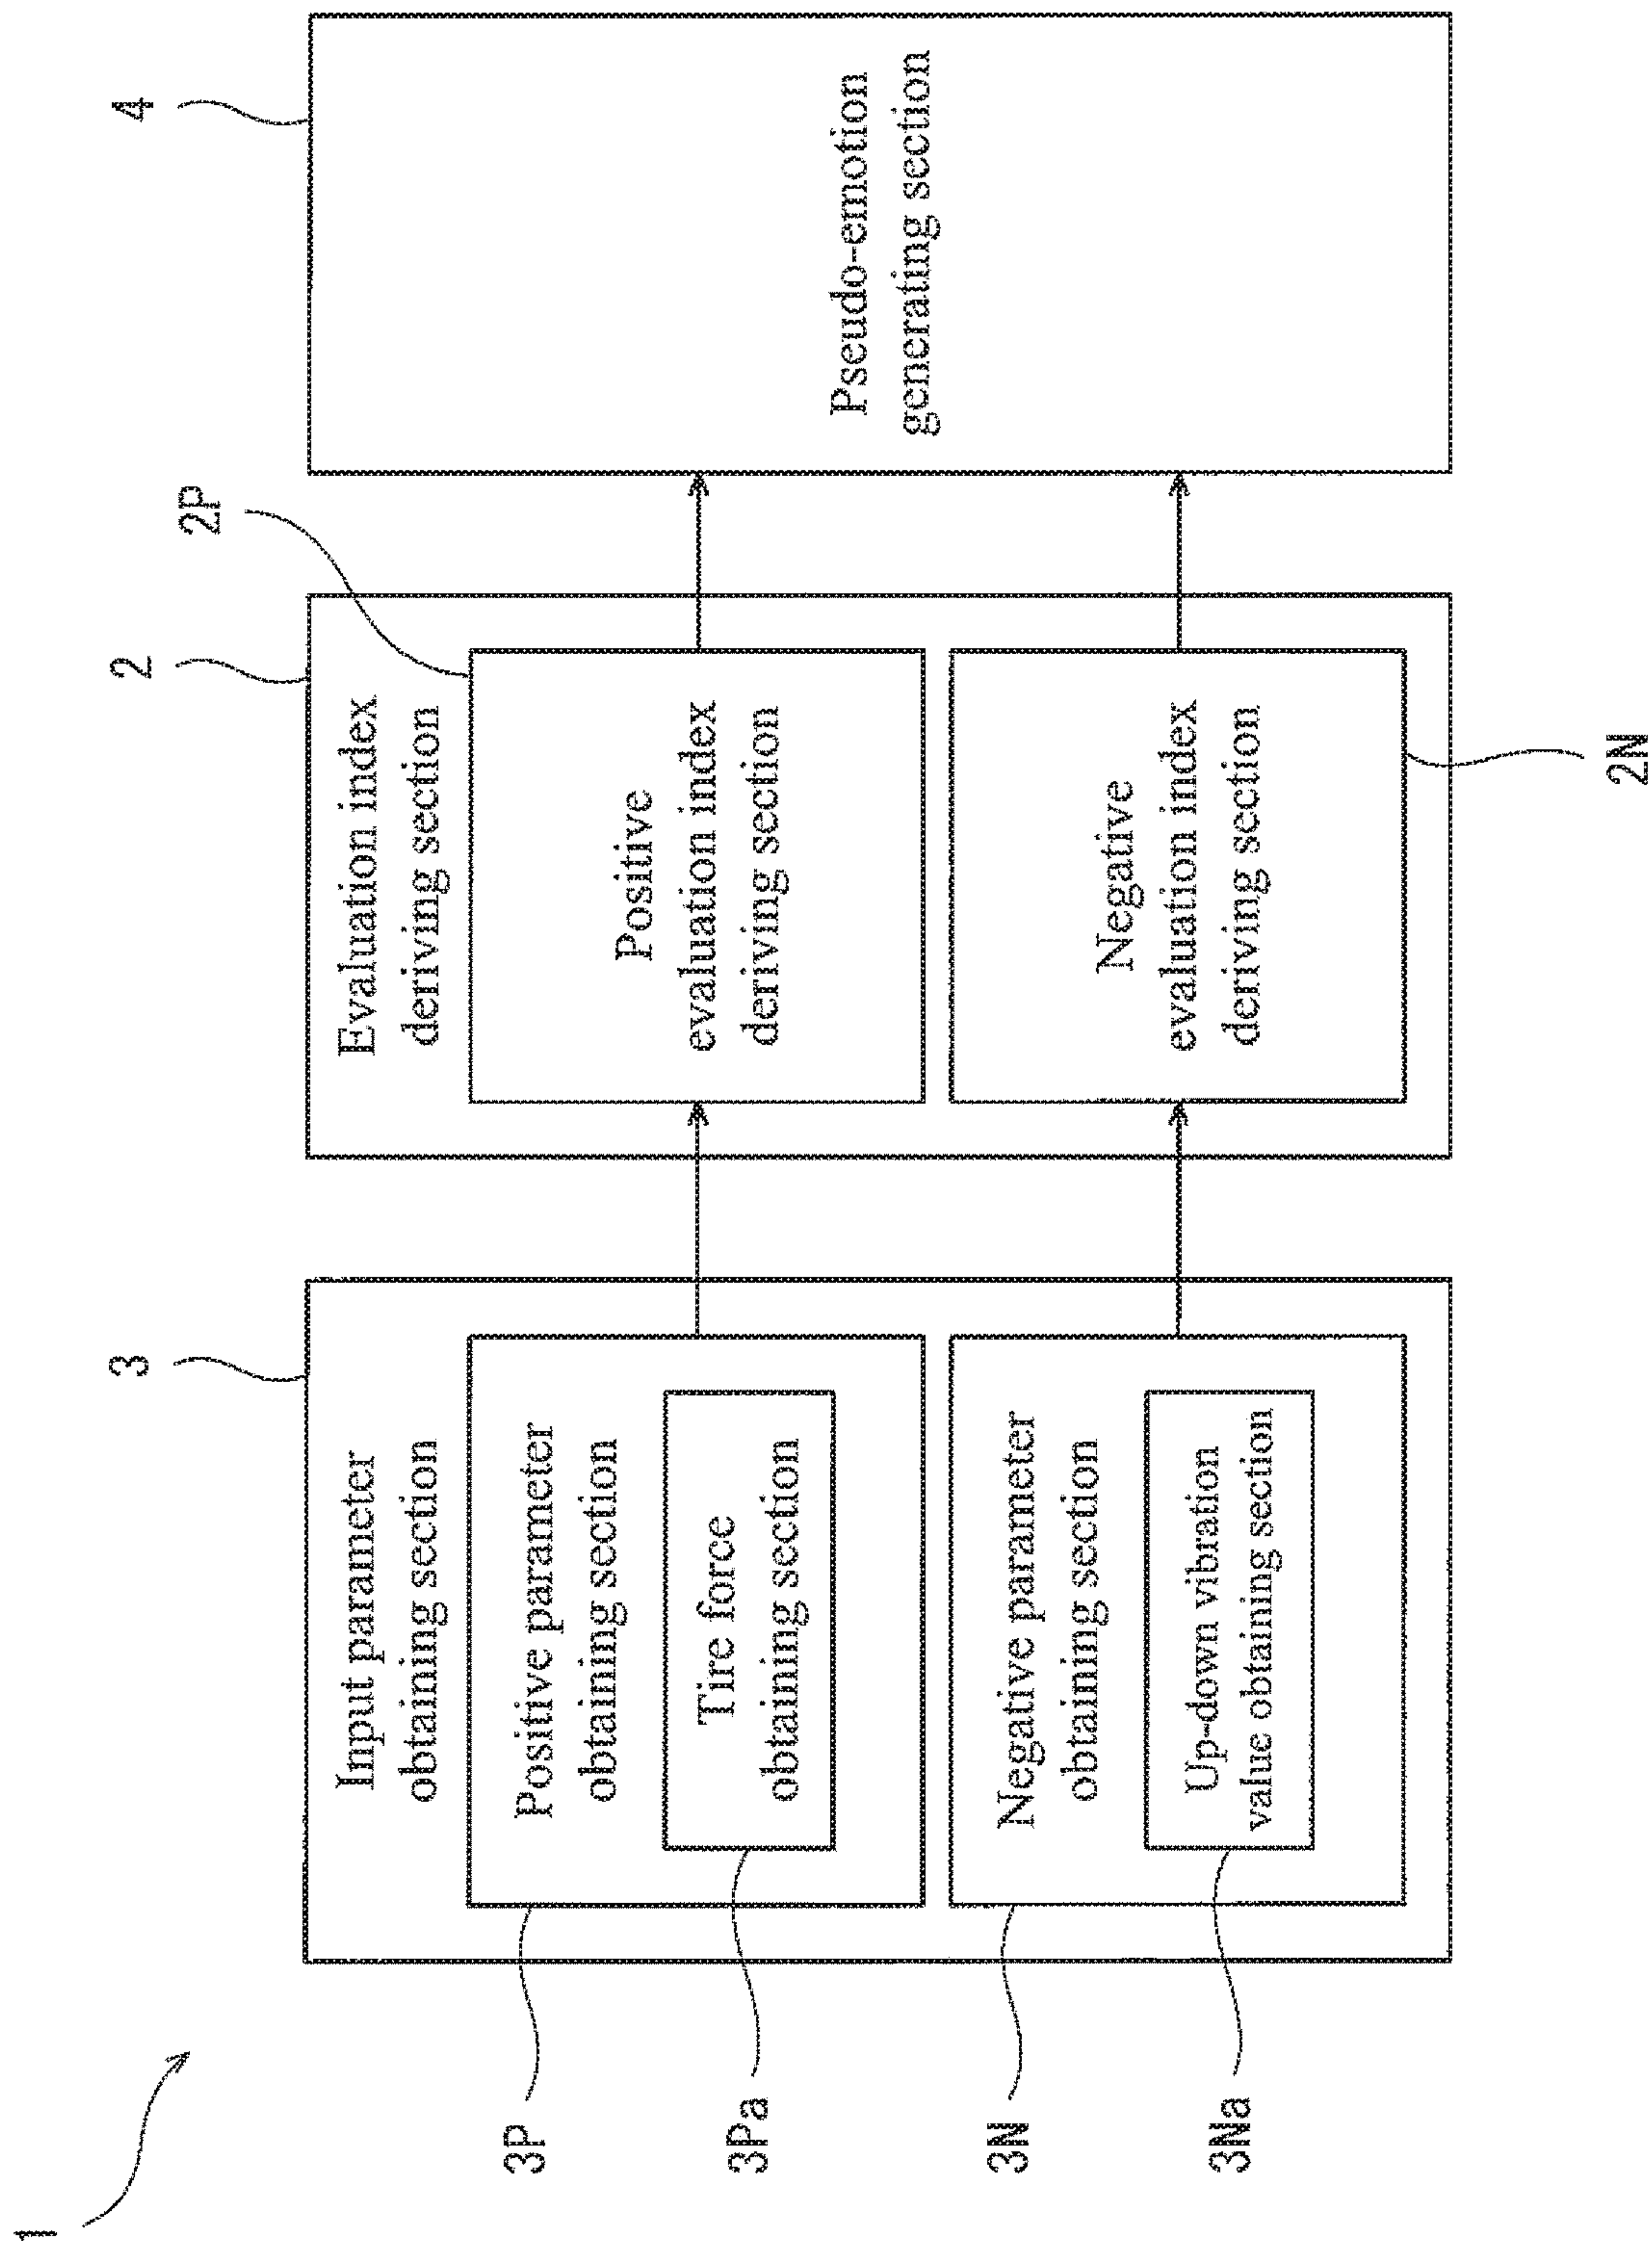 1
3
Input parameter
obtaining section
3P
Positive parameter
obtaining section
3Pa
Tire force
obtaining section
3N
Negative parameter
obtaining section
3Na
Up-down vibration
value obtaining section
2
Evaluation index
deriving section
2P
Positive
evaluation index
deriving section
2N
Negative
evaluation index
deriving section
4
Pseudo-emotion
generating section